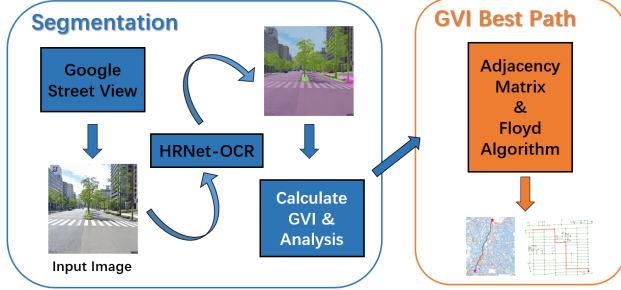 Segmentation
Google
Street View
HRNet-OCR
Input Image
Calculate
GVI &
Analysis
GVI Best Path
Adjacency
Matrix
&
Floyd
Algorithm